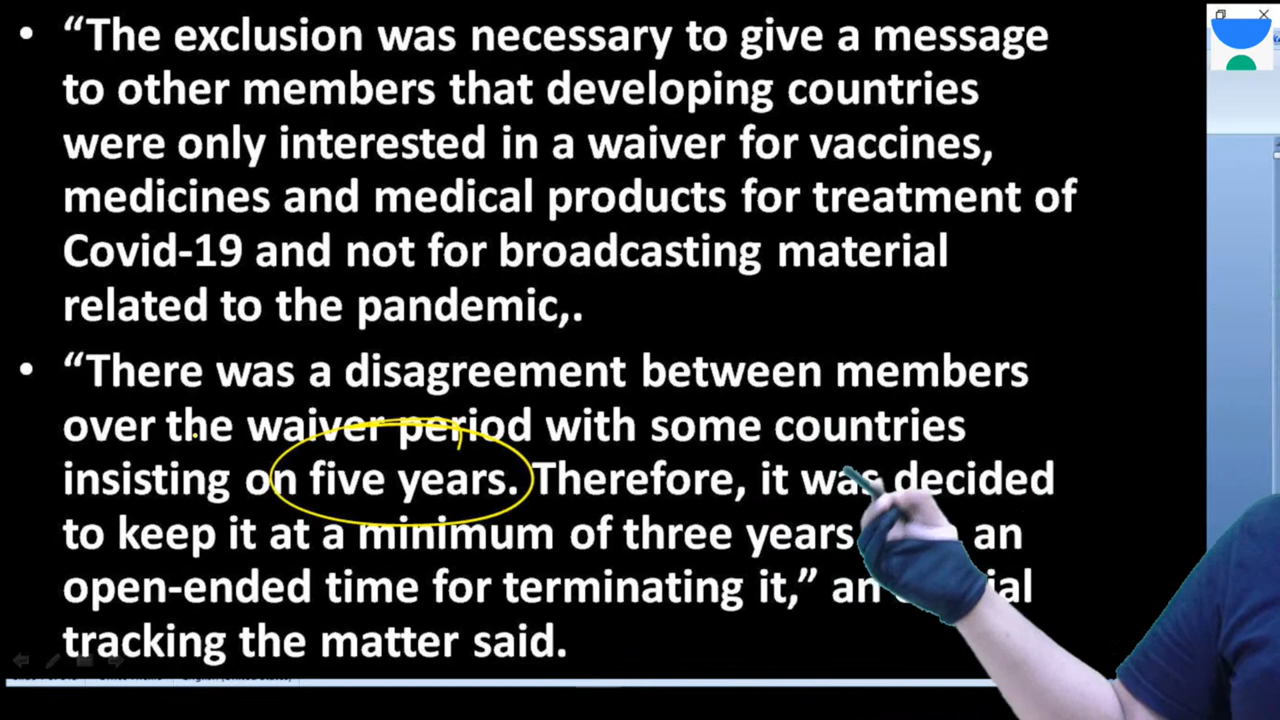 • “The exclusion was necessary to give a message
to other members that developing countries
were only interested in a waiver for vaccines,
medicines and medical products for treatment of
Covid-19 and not for broadcasting material
related to the pandemic,.
• “There was a disagreement between members
over the waiver period with some countries
insisting on five years. Therefore, it was decided
to keep it at a minimum of three years an
open-ended time for terminating it,” an
tracking the matter said.